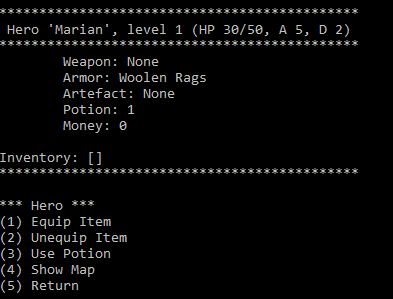 **********************************************
Hero 'Marian', level 1 (HP 30/50, A 5, D 2)
**********************************************
Weapon: None
Armor: Woolen Rags
Artefact: None
Potion: 1
Money: 0
Inventory: []
**********************************************
*** Hero ***
(1) Equip Item
(2) Unequip Item
(3) Use Potion
(4) Show Map
(5) Return